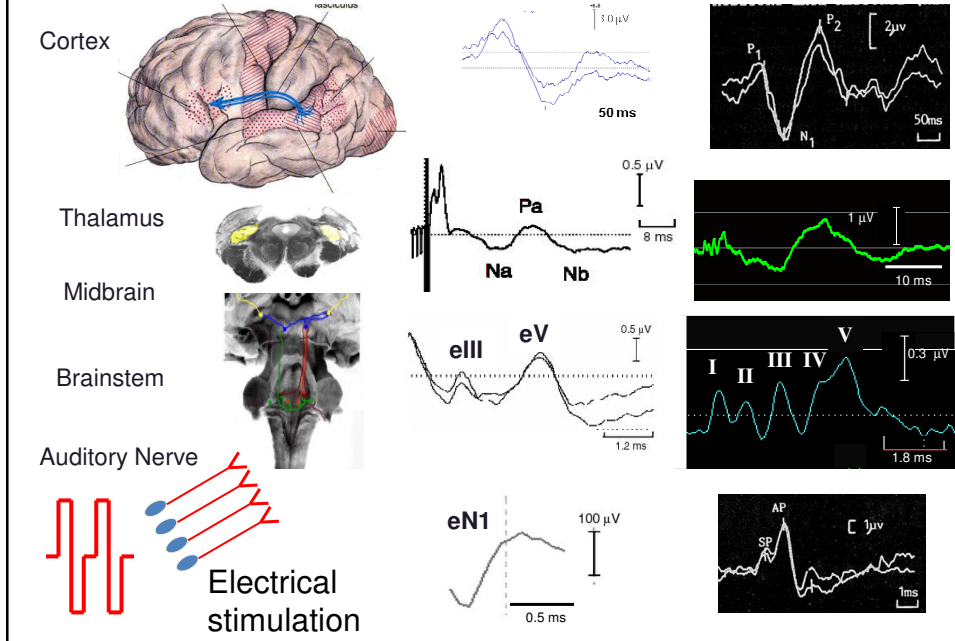 fasciculus
Cortex
3.0 µV
50 ms
P1
P2
2µv
N1
50ms
0.5 µV
8 ms
Pa
Na
Nb
Thalamus
1 µV
10 ms
Midbrain
eIII
eV
0.5 µV
1.2 ms
I
II
III
IV
V
0.3 µV
1.8 ms
Brainstem
Auditory Nerve
eN1
100 µV
0.5 ms
AP
SP
1µv
1ms
Electrical
stimulation